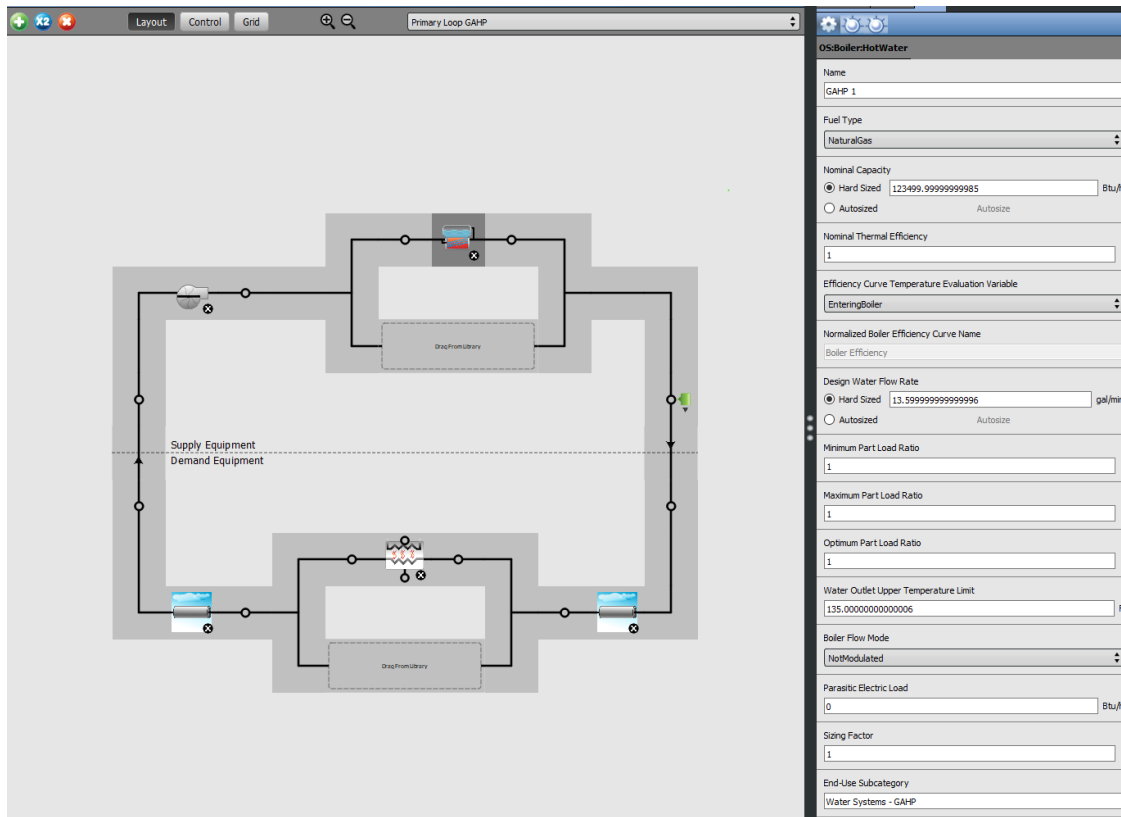 X2
Layout
Control
Grid
Primary Loop GAHP
OS:Boiler:HotWater
Name
GAHP 1
Fuel Type
NaturalGas
Nominal Capacity
Hard Sized
123499.99999999985
Btu/h
Autosized
Autosize
Nominal Thermal Efficiency
1
Efficiency Curve Temperature Evaluation Variable
EnteringBoiler
Normalized Boiler Efficiency Curve Name
Boiler Efficiency
Design Water Flow Rate
Hard Sized
13.599999999999996
gal/min
Autosized
Autosize
Minimum Part Load Ratio
1
Maximum Part Load Ratio
1
Optimum Part Load Ratio
1
Water Outlet Upper Temperature Limit
135.00000000000006
F
Boiler Flow Mode
NotModulated
Parasitic Electric Load
0
Btu/h
Sizing Factor
1
End-Use Subcategory
Water Systems - GAHP
Drag From Library
Supply Equipment
Demand Equipment
Drag From Library